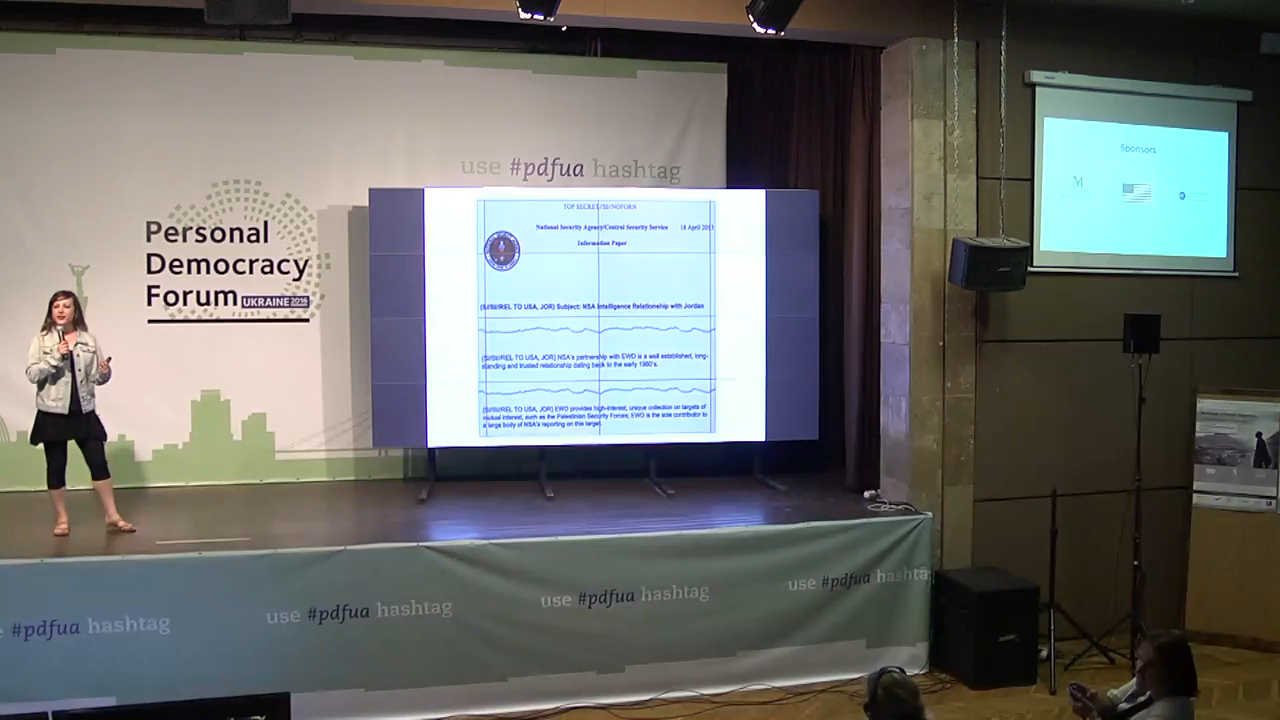 use #pdfua hashtag
Personal
Democracy
Forum UKRAINE 2016
TOP SECRET//SI//NOFORN
National Security Agency/Central Security Service 18 April 2013
Information Paper
(S//SI//REL TO USA, JOR) Subject: NSA Intelligence Relationship with Jordan
(S//SI//REL TO USA, JOR) NSA's partnership with EWD is a well established, long-
standing and trusted relationship dating back to the early 1980's.
(S//SI//REL TO USA, JOR) EWD provides high-interest, unique collection on targets of
mutual interest, such as the Palestinian Security Forces; EWD is the sole contributor to
a large body of NSA's reporting on this target.
Sponsors
M
#pdfua hashtag
use #pdfua hashtag
use #pdfua hashtag
use #pdfua hashtag